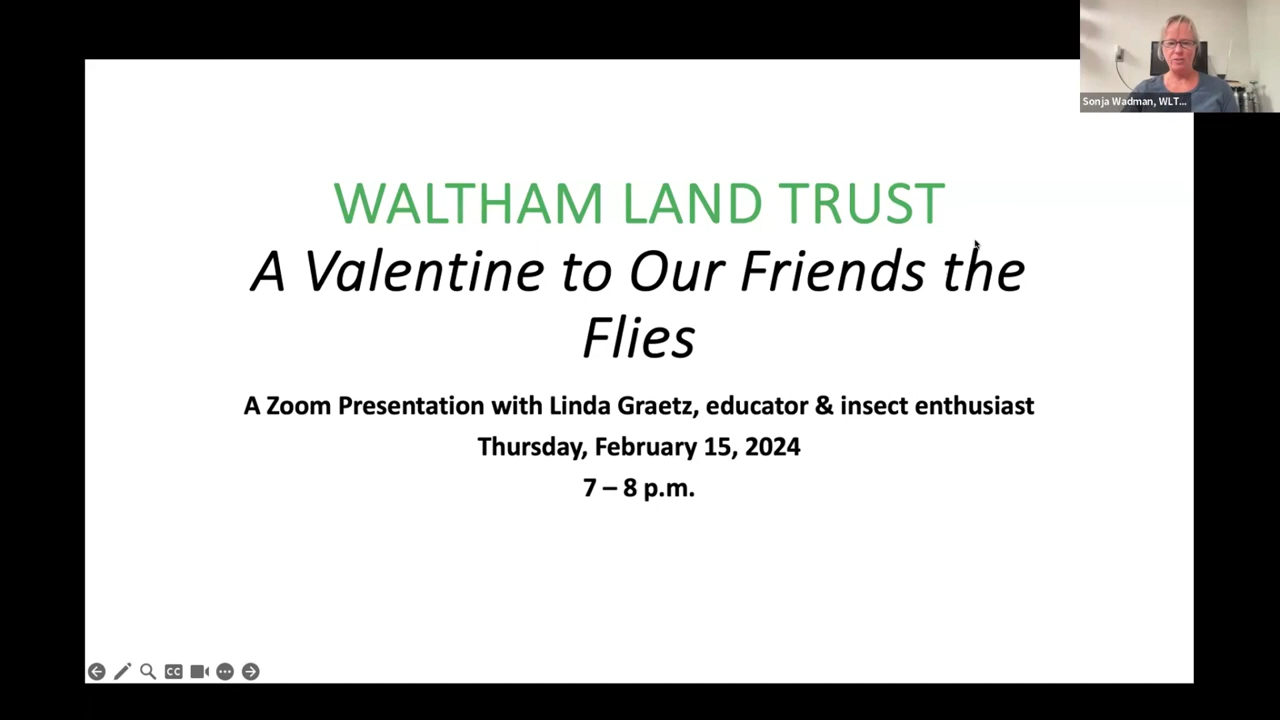 Sonja Wadman, WLT...
WALTHAM LAND TRUST
A Valentine to Our Friends the
Flies
A Zoom Presentation with Linda Graetz, educator & insect enthusiast
Thursday, February 15, 2024
7 – 8 p.m.
CC